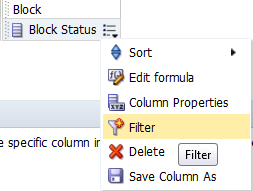 Block
Block Status
Sort
Edit formula
Column Properties
Filter
e specific column in
Delete
Filter
Save Column As